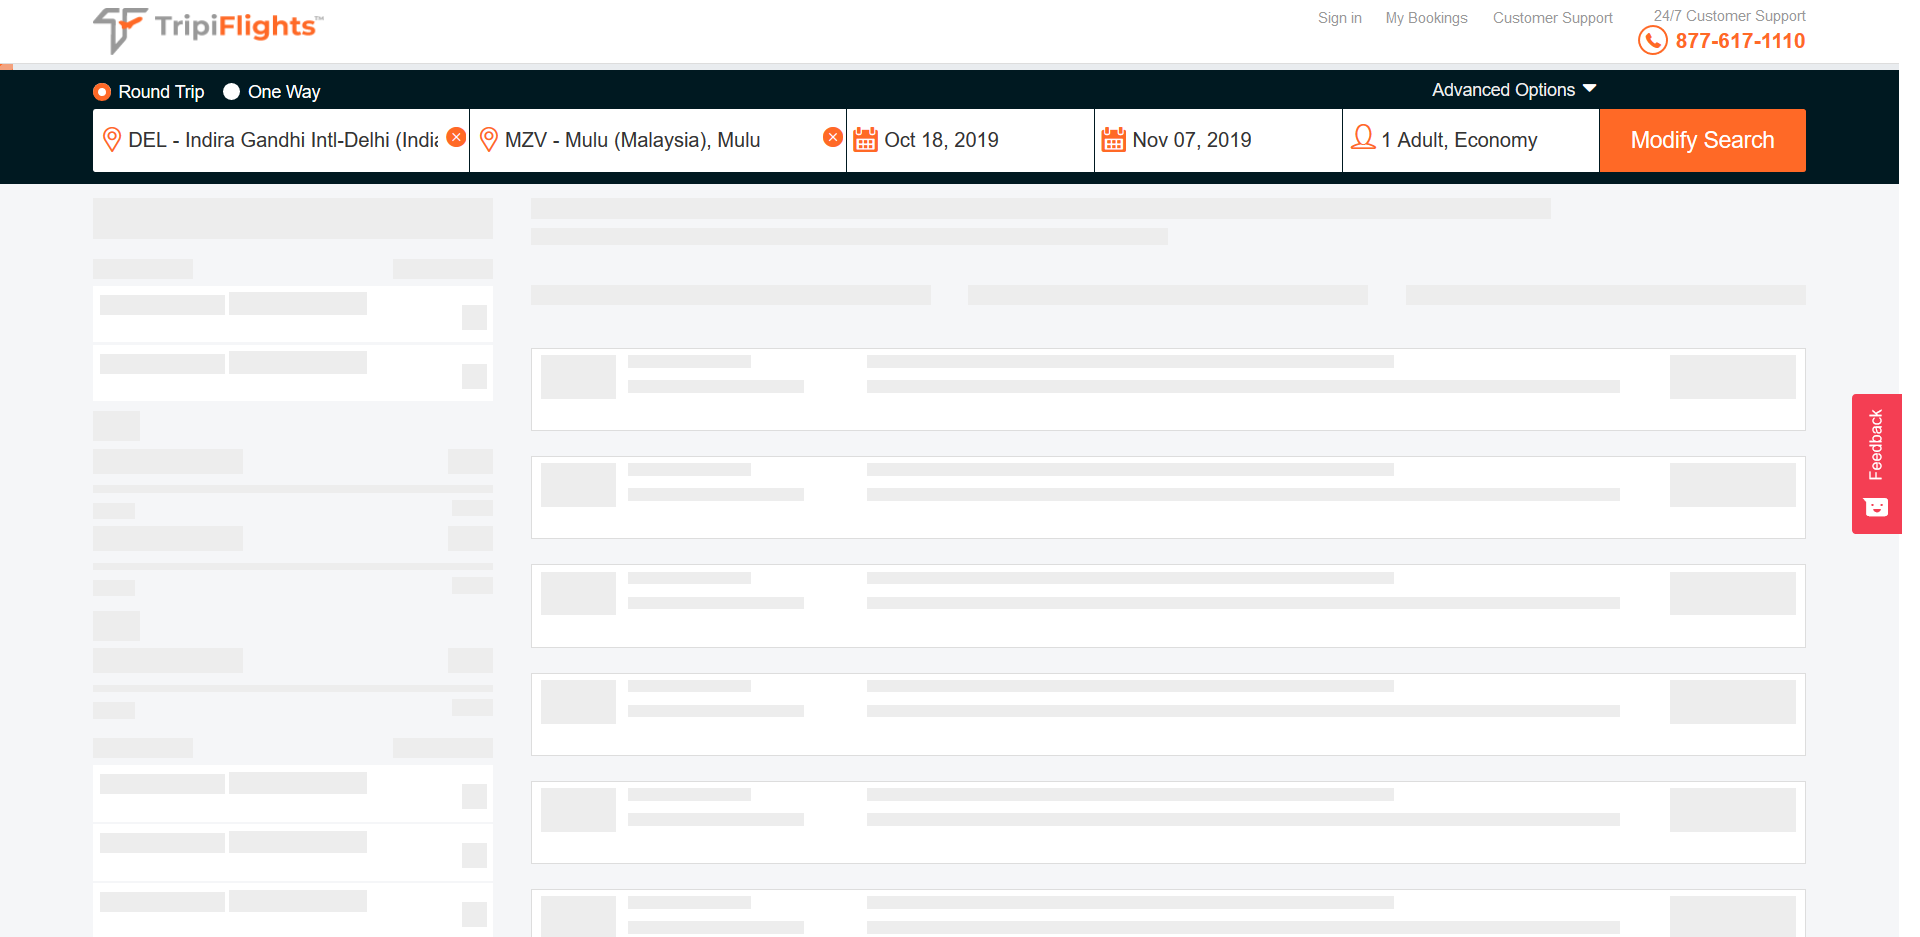 TripiFlights™
Sign in
My Bookings
Customer Support
24/7 Customer Support
877-617-1110
Round Trip
One Way
Advanced Options
DEL - Indira Gandhi Intl-Delhi (India
MZV - Mulu (Malaysia), Mulu
Oct 18, 2019
Nov 07, 2019
1 Adult, Economy
Modify Search
Feedback